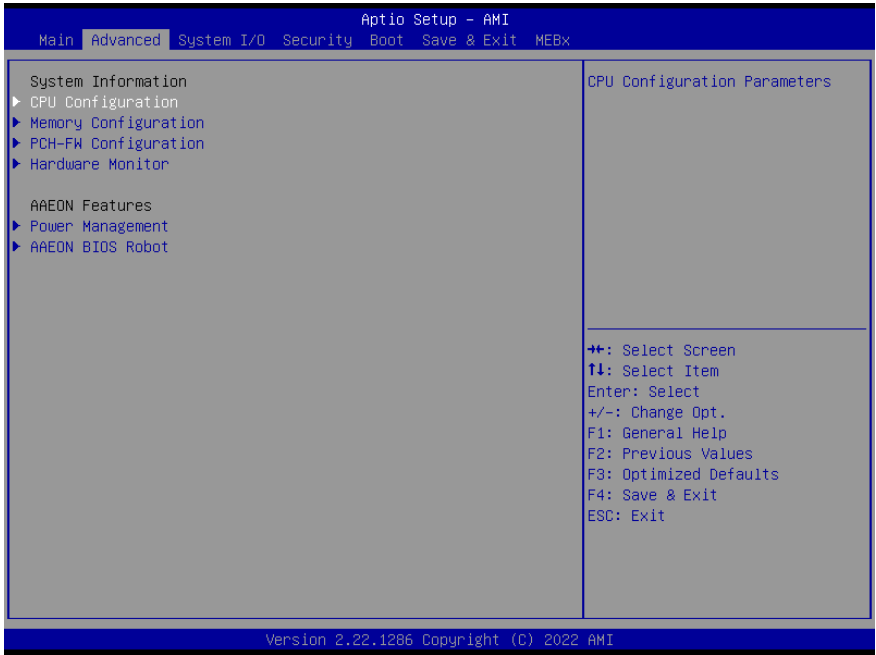 Aptio Setup – AMI
Main Advanced System I/O Security Boot Save & Exit MEBx
System Information
▶ CPU Configuration
▶ Memory Configuration
▶ PCH-FW Configuration
▶ Hardware Monitor
AAEON Features
▶ Power Management
▶ AAEON BIOS Robot
CPU Configuration Parameters
→←: Select Screen
↑↓: Select Item
Enter: Select
+/-: Change Opt.
F1: General Help
F2: Previous Values
F3: Optimized Defaults
F4: Save & Exit
ESC: Exit
Version 2.22.1286 Copyright (C) 2022 AMI